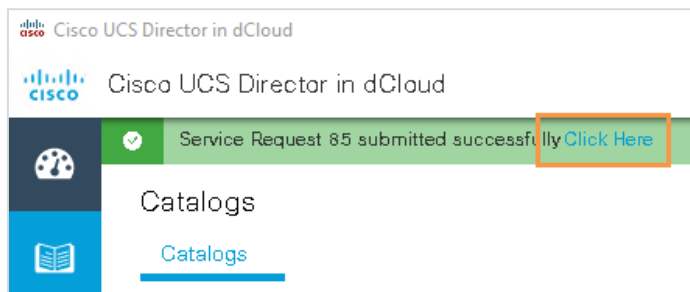 cisco Cisco UCS Director in dCloud
cisco Cisco UCS Director in dCloud
Service Request 85 submitted successfully Click Here
Catalogs
Catalogs